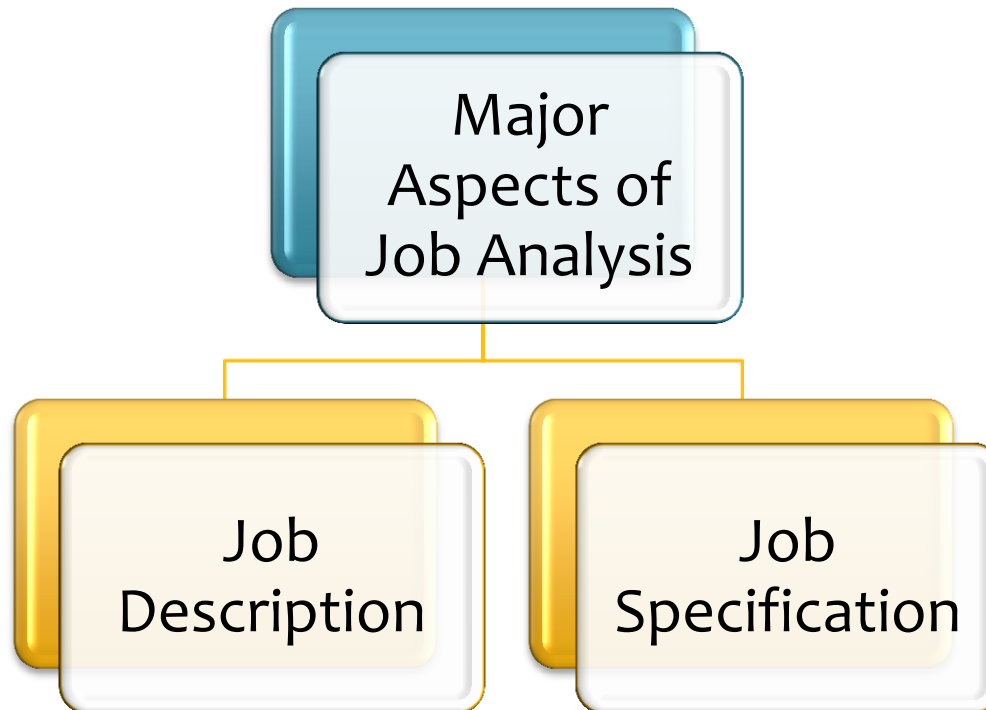 Major
Aspects of
Job Analysis
Job
Description
Job
Specification